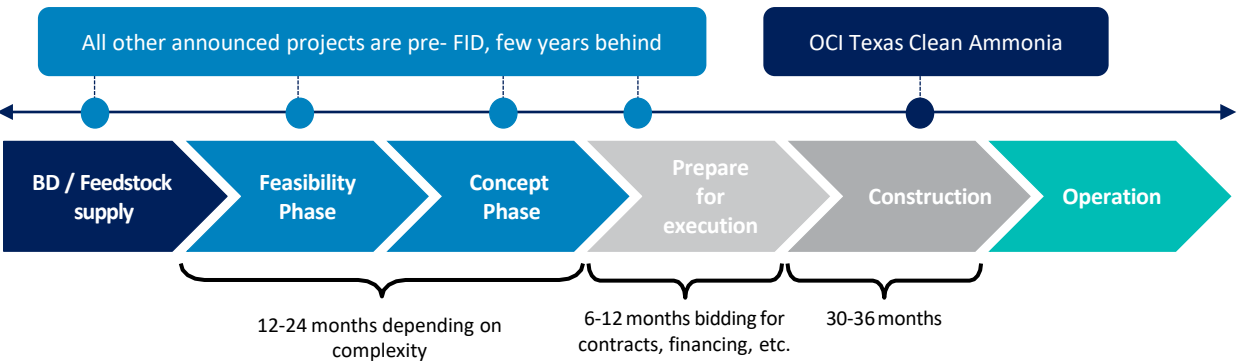 All other announced projects are pre- FID, few years behind
OCI Texas Clean Ammonia
BD / Feedstock
supply
Feasibility
Phase
Concept
Phase
Prepare
for
execution
Construction
Operation
12-24 months depending on
complexity
6-12 months bidding for
contracts, financing, etc.
30-36 months